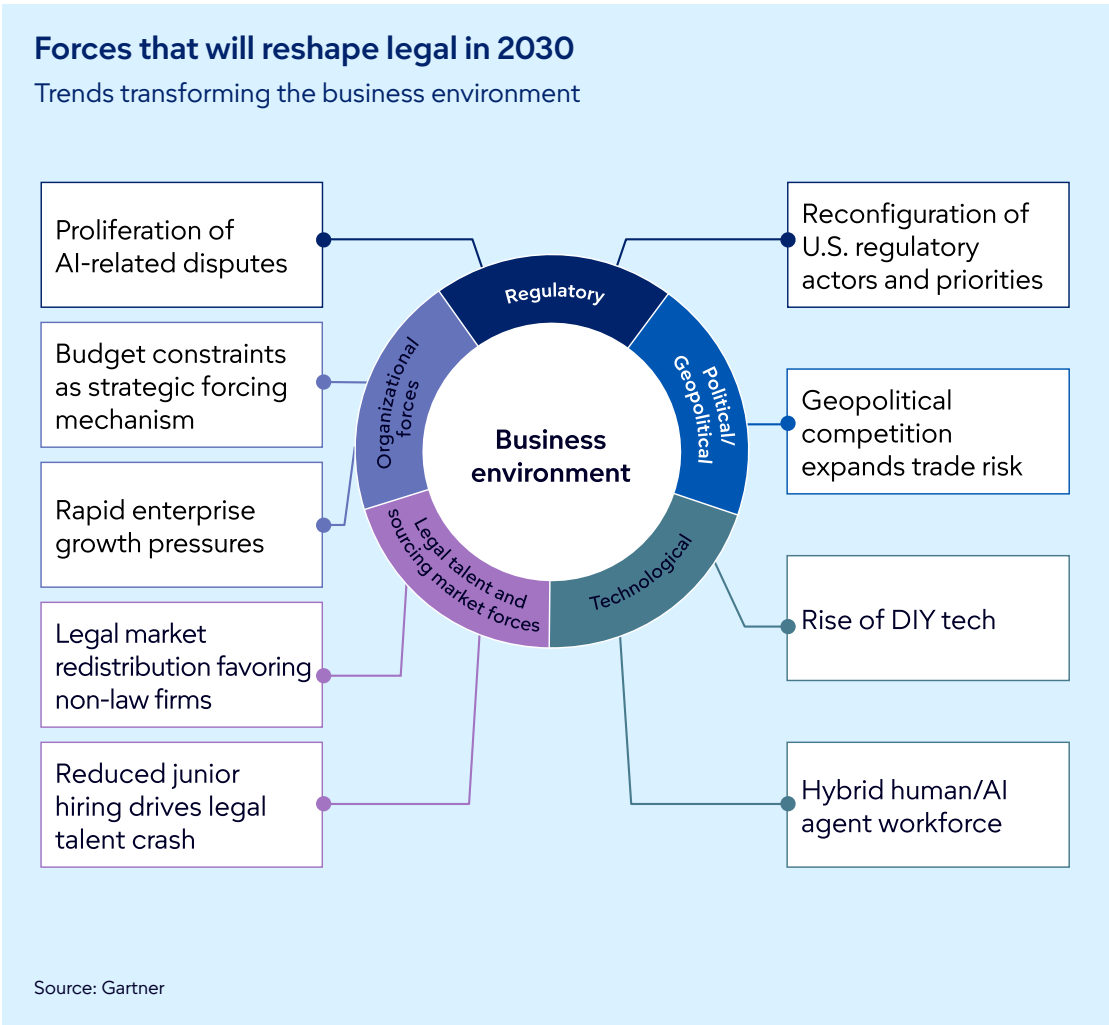 Forces that will reshape legal in 2030
Trends transforming the business environment
Proliferation of
AI-related disputes
Budget constraints
as strategic forcing
mechanism
Rapid enterprise
growth pressures
Legal market
redistribution favoring
non-law firms
Reduced junior
hiring drives legal
talent crash
Regulatory
Organizational
forces
Political/
Geopolitical
Legal talent and
sourcing market forces
Technological
Business
environment
Reconfiguration of
U.S. regulatory
actors and priorities
Geopolitical
competition
expands trade risk
Rise of DIY tech
Hybrid human/AI
agent workforce
Source: Gartner